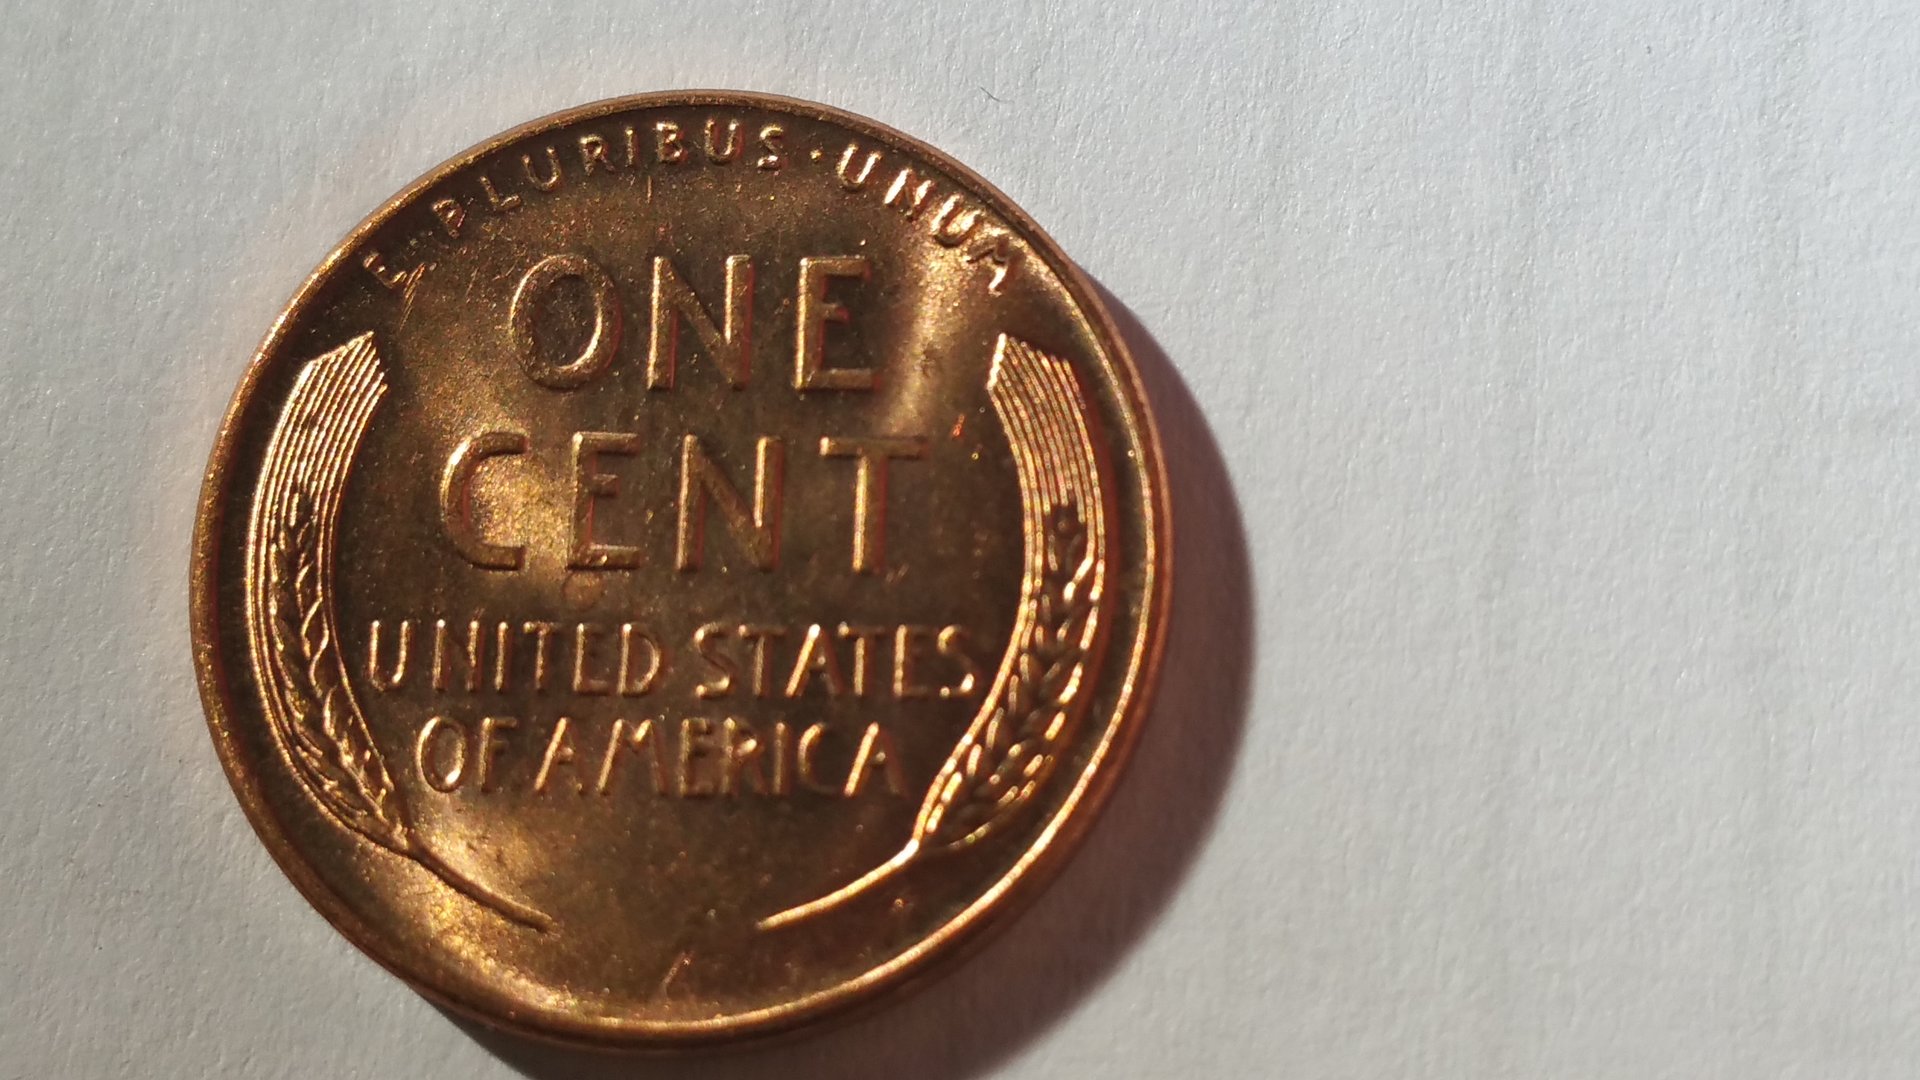 E·PLURIBUS·UNUM
ONE
CENT
UNITED STATES
OF AMERICA